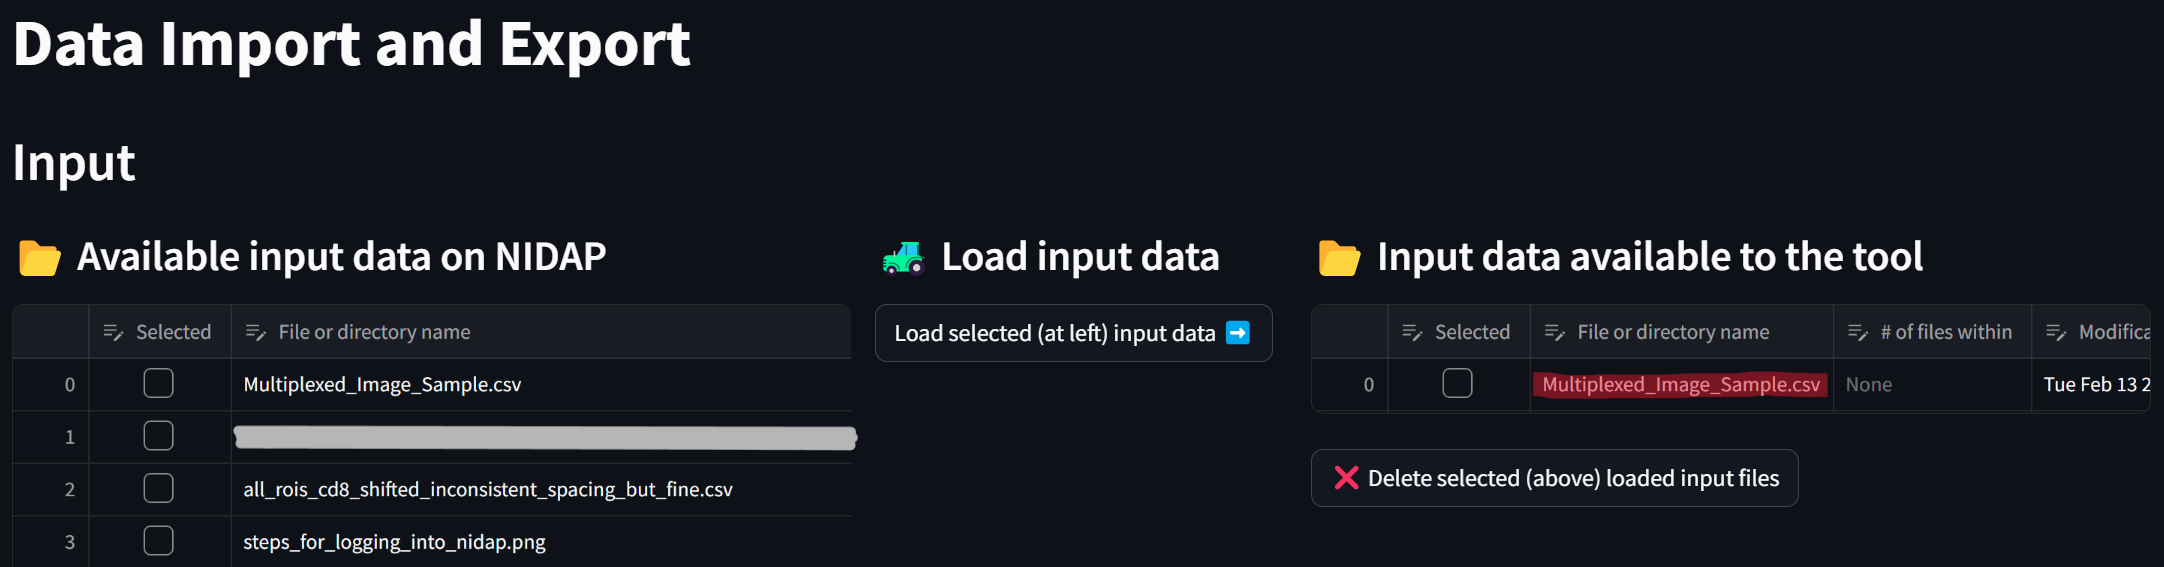 Data Import and Export
Input
Available input data on NIDAP
Selected
File or directory name
0
Multiplexed_Image_Sample.csv
1
2
all_rois_cd8_shifted_inconsistent_spacing_but_fine.csv
3
steps_for_logging_into_nidap.png
Load input data
Load selected (at left) input data
Input data available to the tool
Selected
File or directory name
# of files within
Modifica
0
Multiplexed_Image_Sample.csv
None
Tue Feb 13 2
Delete selected (above) loaded input files